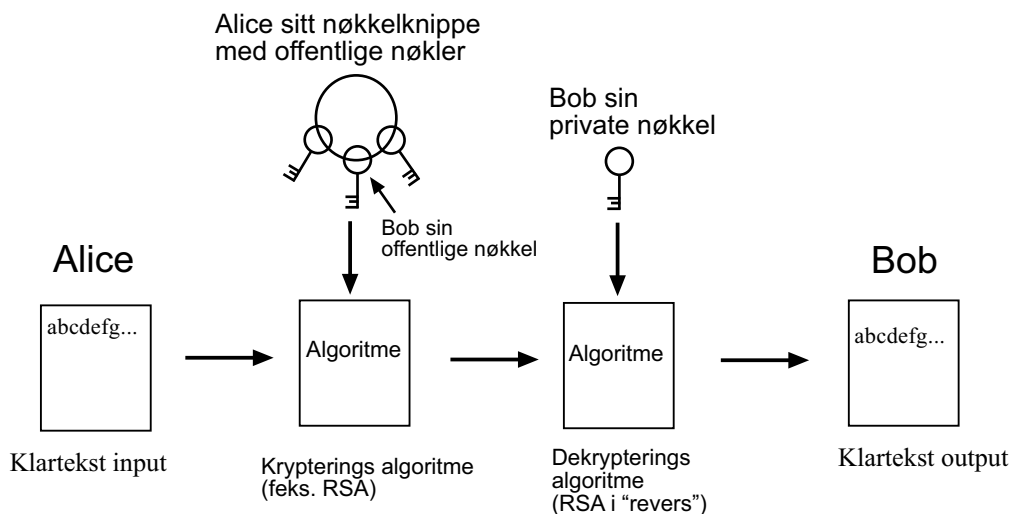 Alice sitt nøkkelknippe
med offentlige nøkler
Bob sin
private nøkkel
Bob sin
offentlige nøkkel
Alice
Bob
abcdefg...
Algoritme
Algoritme
abcdefg...
Klartekst input
Krypterings algoritme
(feks. RSA)
Dekrypterings
algoritme
(RSA i “revers”)
Klartekst output